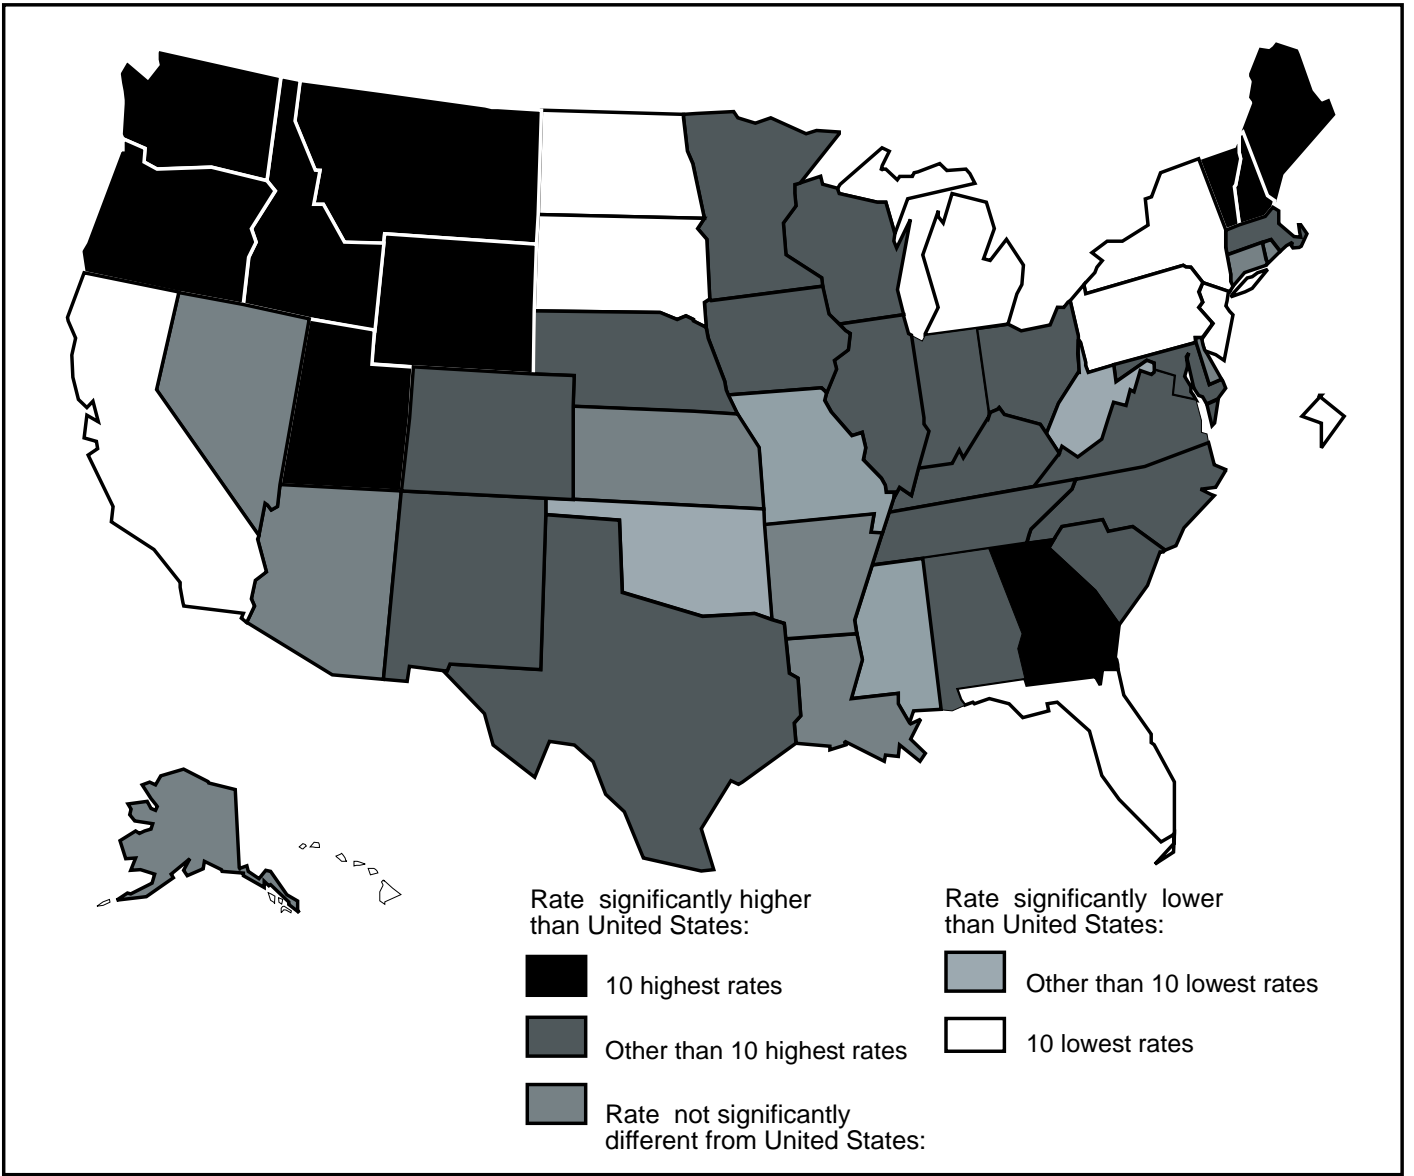 Rate significantly higher
than United States:
10 highest rates
Other than 10 highest rates
Rate not significantly
different from United States:
Rate significantly lower
than United States:
Other than 10 lowest rates
10 lowest rates